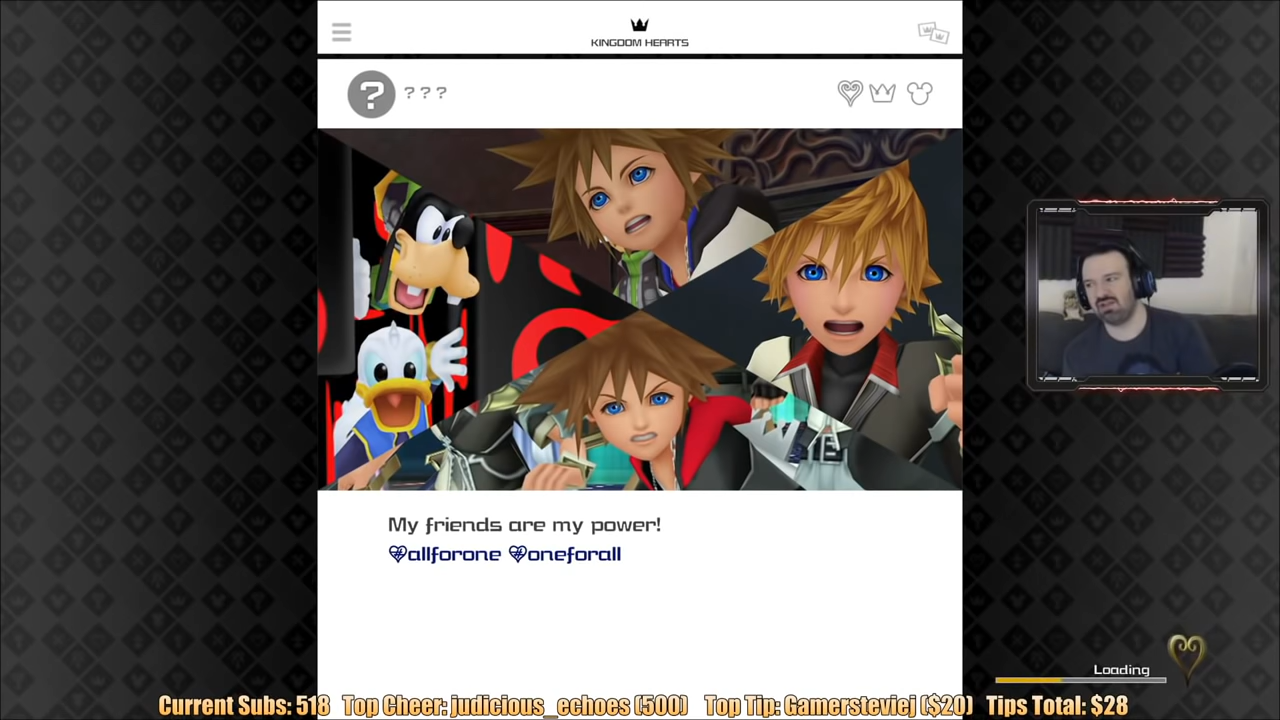 KINGDOM HEARTS
? ???
My friends are my power!
allforone oneforall
Loading
Current Subs: 518 Top Cheer: judicious_echoes (500) Top Tip: Gamersteviej ($20) Tips Total: $28